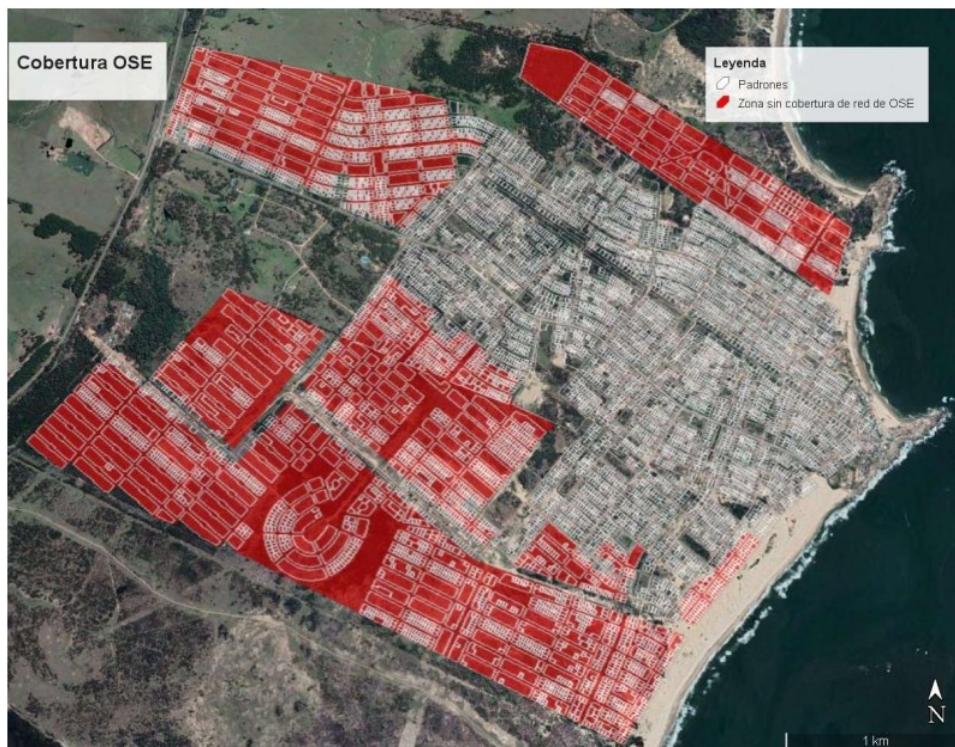 Cobertura OSE
Leyenda
Padrones
Zona sin cobertura de red de OSE
N
1 km